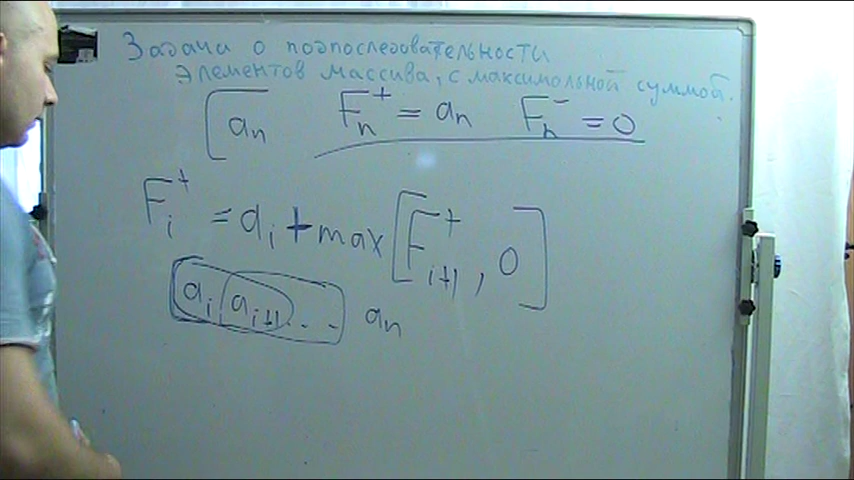 Задача о подпоследовательности
элементов массива, с максимольной суммой.
[ aₙ Fₙ⁺ = aₙ Fₙ⁻ = 0
Fᵢ⁺ = aᵢ + max [ Fᵢ₊₁⁺ , 0 ]
aᵢ aᵢ₊₁ ... aₙ